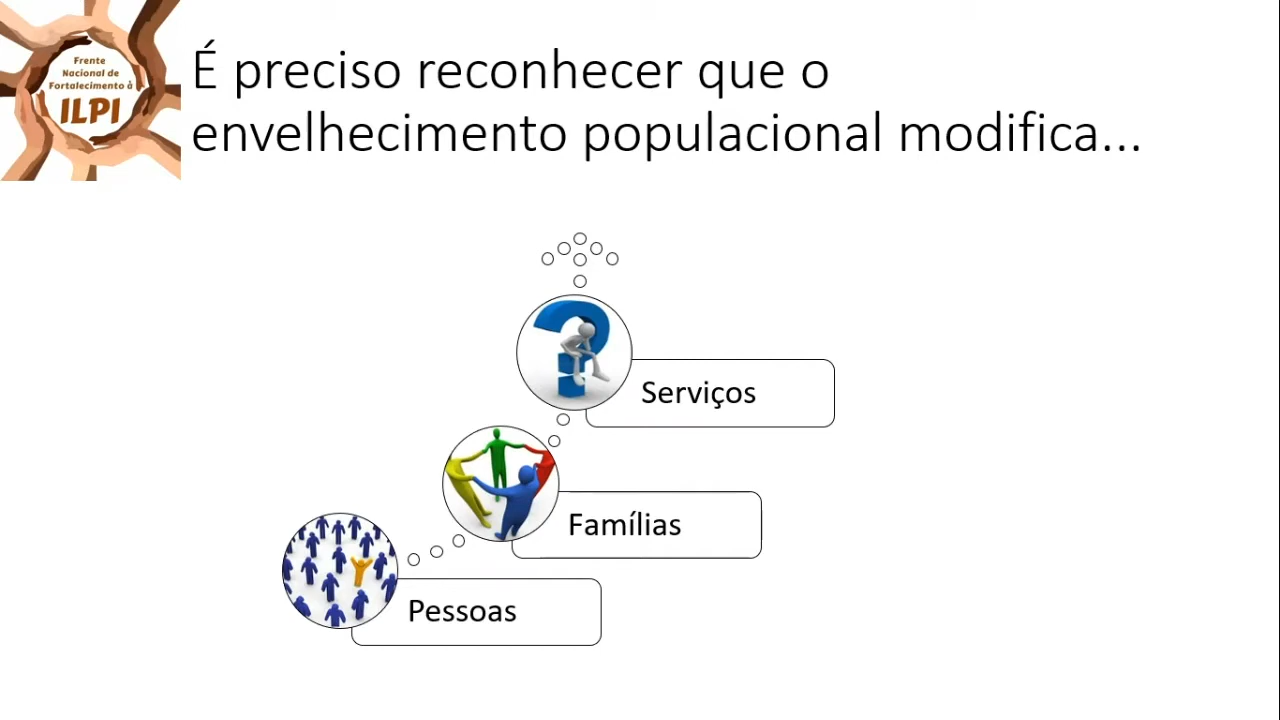 Frente
Nacional de
Fortalecimento à
ILPI
É preciso reconhecer que o
envelhecimento populacional modifica...
Serviços
Famílias
Pessoas